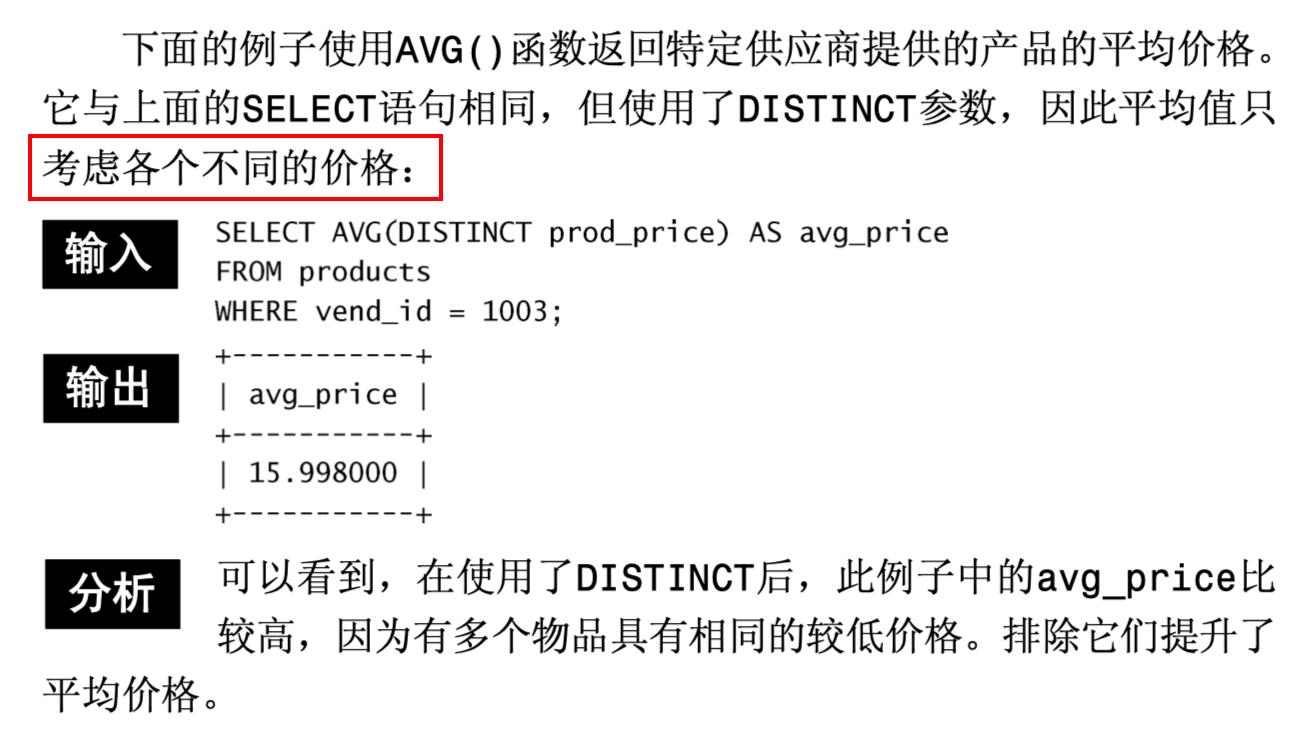 下面的例子使用AVG()函数返回特定供应商提供的产品的平均价格。
它与上面的SELECT语句相同，但使用了DISTINCT参数，因此平均值只
考虑各个不同的价格：
输入
SELECT AVG(DISTINCT prod_price) AS avg_price
FROM products
WHERE vend_id = 1003;
输出
+-----------+
| avg_price |
+-----------+
| 15.998000 |
+-----------+
分析
可以看到，在使用了DISTINCT后，此例子中的avg_price比
较高，因为有多个物品具有相同的较低价格。排除它们提升了
平均价格。